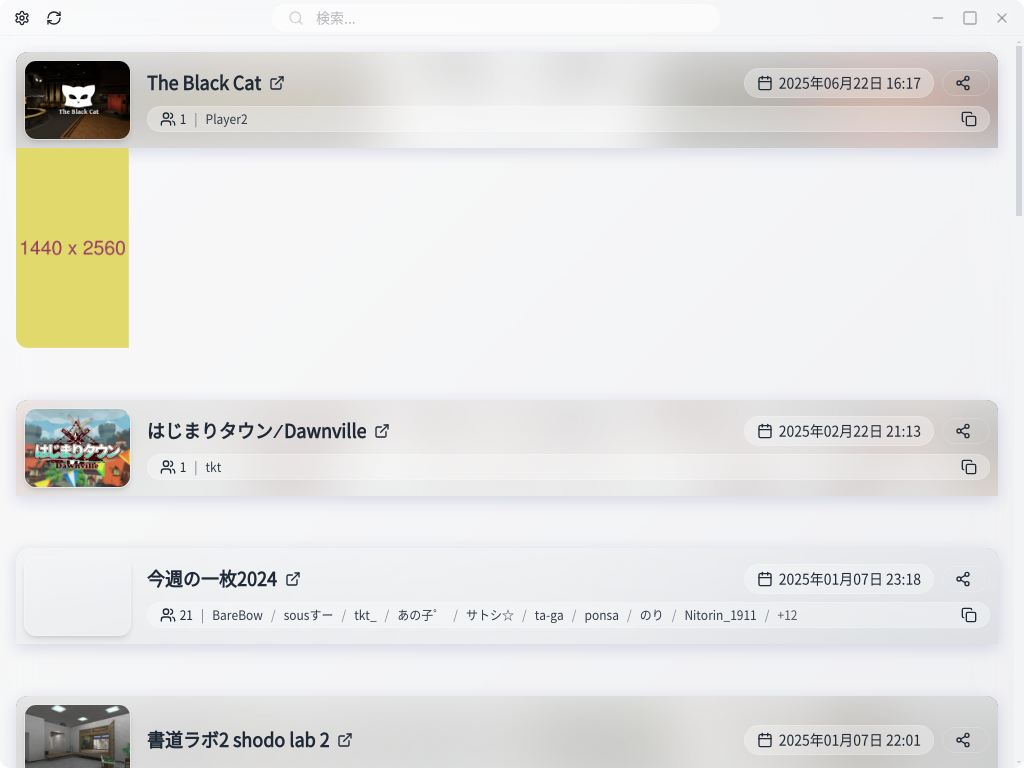 検索...
The Black Cat
2025年06月22日 16:17
The Black Cat
1 | Player2
1440 x 2560
はじまりタウン⁄Dawnville
2025年02月22日 21:13
はじまりタウン
Dawnville
1 | tkt
今週の一枚2024
2025年01月07日 23:18
21 | BareBow / sousすー / tkt_ / あの子゜ / サトシ☆ / ta-ga / ponsa / のり / Nitorin_1911 / +12
書道ラボ2 shodo lab 2
2025年01月07日 22:01